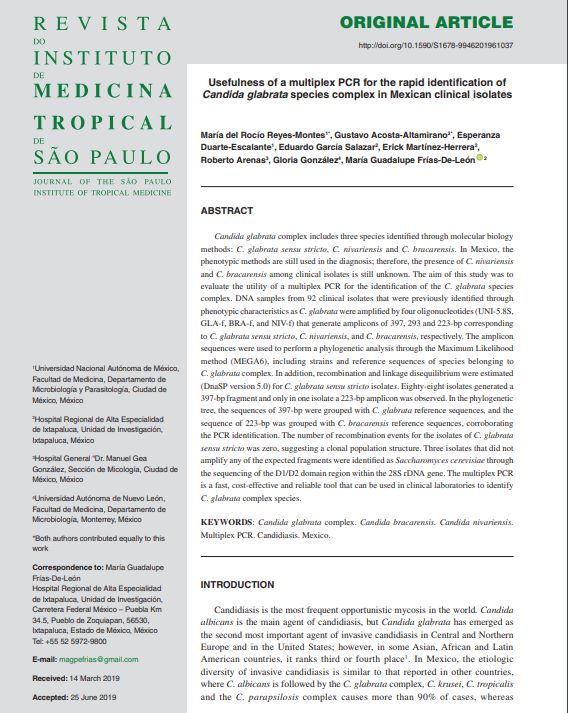 REVISTA
DO
INSTITUTO
DE
MEDICINA
TROPICAL
DE
SÃO PAULO
JOURNAL OF THE SÃO PAULO
INSTITUTE OF TROPICAL MEDICINE
ORIGINAL ARTICLE
http://doi.org/10.1590/S1678-9946201961037
Usefulness of a multiplex PCR for the rapid identification of
Candida glabrata species complex in Mexican clinical isolates
María del Rocío Reyes-Montes1*, Gustavo Acosta-Altamirano2*, Esperanza
Duarte-Escalante1, Eduardo García Salazar2, Erick Martínez-Herrera2,
Roberto Arenas3, Gloria González4, María Guadalupe Frías-De-León iD 2
ABSTRACT
Candida glabrata complex includes three species identified through molecular biology
methods: C. glabrata sensu stricto, C. nivariensis and C. bracarensis. In Mexico, the
phenotypic methods are still used in the diagnosis; therefore, the presence of C. nivariensis
and C. bracarensis among clinical isolates is still unknown. The aim of this study was to
evaluate the utility of a multiplex PCR for the identification of the C. glabrata species
complex. DNA samples from 92 clinical isolates that were previously identified through
phenotypic characteristics as C. glabrata were amplified by four oligonucleotides (UNI-5.8S,
GLA-f, BRA-f, and NIV-f) that generate amplicons of 397, 293 and 223-bp corresponding
to C. glabrata sensu stricto, C. nivariensis, and C. bracarensis, respectively. The amplicon
sequences were used to perform a phylogenetic analysis through the Maximum Likelihood
method (MEGA6), including strains and reference sequences of species belonging to
C. glabrata complex. In addition, recombination and linkage disequilibrium were estimated
(DnaSP version 5.0) for C. glabrata sensu stricto isolates. Eighty-eight isolates generated a
397-bp fragment and only in one isolate a 223-bp amplicon was observed. In the phylogenetic
tree, the sequences of 397-bp were grouped with C. glabrata reference sequences, and the
sequence of 223-bp was grouped with C. bracarensis reference sequences, corroborating
the PCR identification. The number of recombination events for the isolates of C. glabrata
sensu stricto was zero, suggesting a clonal population structure. Three isolates that did not
amplify any of the expected fragments were identified as Saccharomyces cerevisiae through
the sequencing of the D1/D2 domain region within the 28S rDNA gene. The multiplex PCR
is a fast, cost-effective and reliable tool that can be used in clinical laboratories to identify
C. glabrata complex species.
KEYWORDS: Candida glabrata complex. Candida bracarensis. Candida nivariensis.
Multiplex PCR. Candidiasis. Mexico.
INTRODUCTION
Candidiasis is the most frequent opportunistic mycosis in the world. Candida
albicans is the main agent of candidiasis, but Candida glabrata has emerged as
the second most important agent of invasive candidiasis in Central and Northern
Europe and in the United States; however, in some Asian, African and Latin
American countries, it ranks third or fourth place1. In Mexico, the etiologic
diversity of invasive candidiasis is similar to that reported in other countries,
where C. albicans is followed by the C. glabrata complex, C. krusei, C. tropicalis
and the C. parapsilosis complex causes more than 90% of cases, whereas
1Universidad Nacional Autónoma de México,
Facultad de Medicina, Departamento de
Microbiología y Parasitología, Ciudad de
México, México
2Hospital Regional de Alta Especialidad
de Ixtapaluca, Unidad de Investigación,
Ixtapaluca, México
3Hospital General "Dr. Manuel Gea
González, Sección de Micología, Ciudad de
México, México
4Universidad Autónoma de Nuevo León,
Facultad de Medicina, Departamento de
Microbiología, Monterrey, México
*Both authors contributed equally to this
work
Correspondence to: María Guadalupe
Frías-De-León
Hospital Regional de Alta Especialidad
de Ixtapaluca, Unidad de Investigación,
Carretera Federal México – Puebla Km
34.5, Pueblo de Zoquiapan, 56530,
Ixtapaluca, Estado de México, México
Tel: +55 52 5972-9800
E-mail: magpefrias@gmail.com
Received: 14 March 2019
Accepted: 25 June 2019